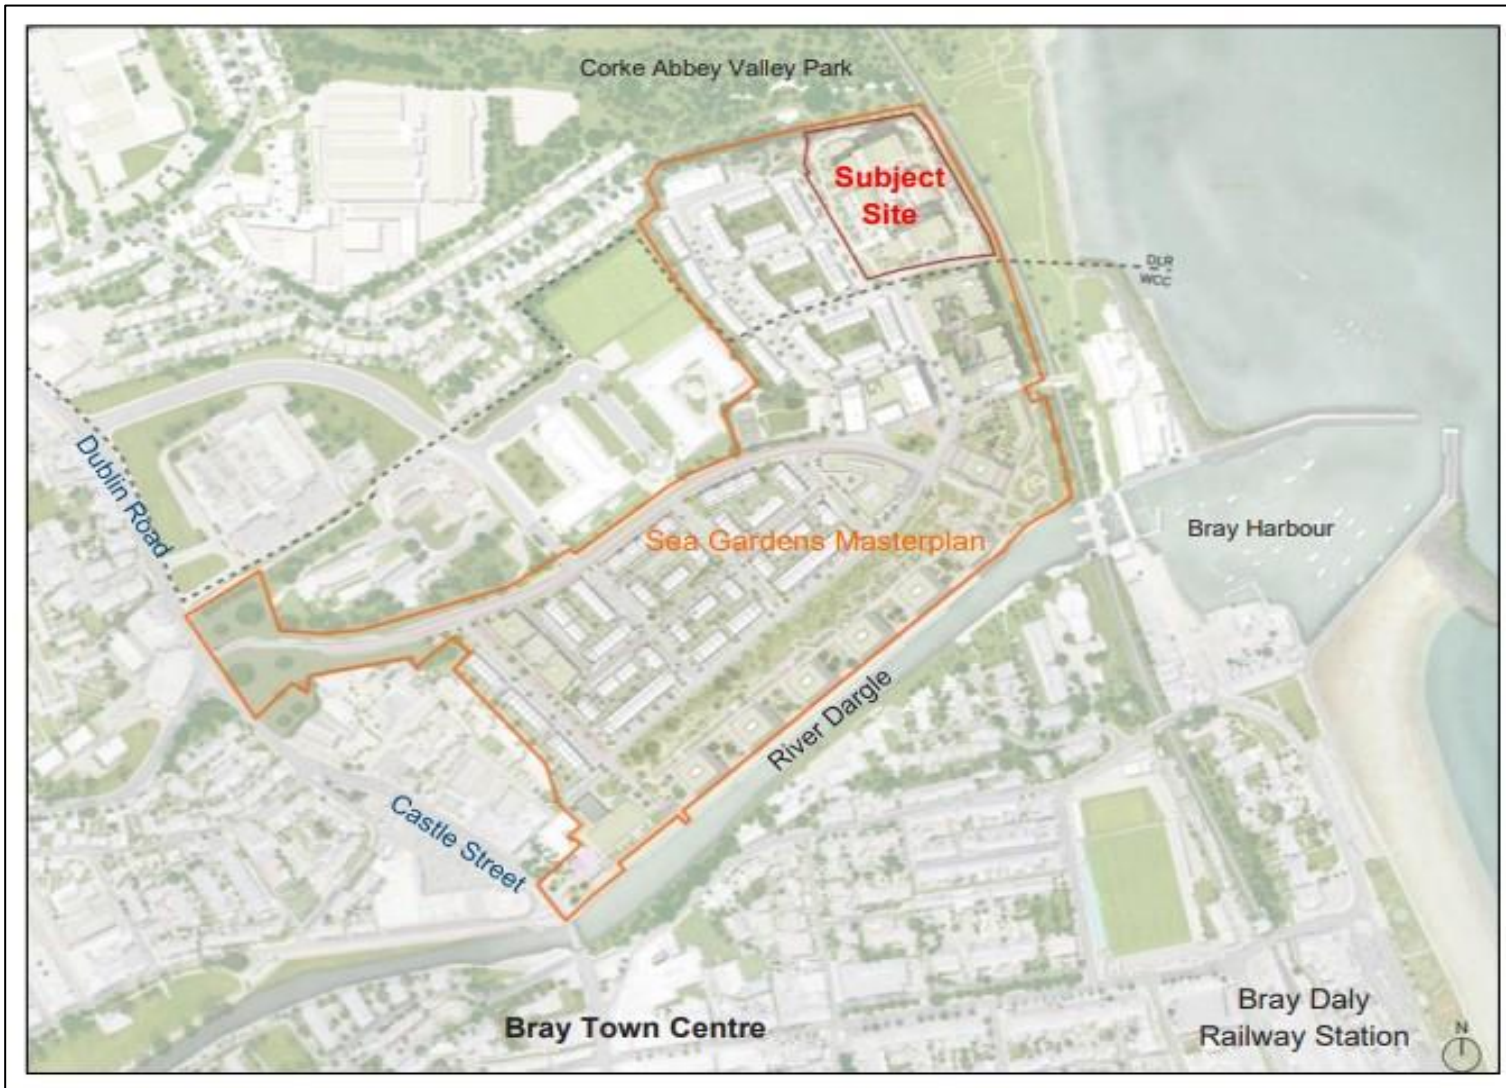 Corke Abbey Valley Park
Subject
Site
DLR
WCC
Dublin Road
Bray Harbour
Sea Gardens Masterplan
River Dargle
Castle Street
Bray Town Centre
Bray Daly
Railway Station
N